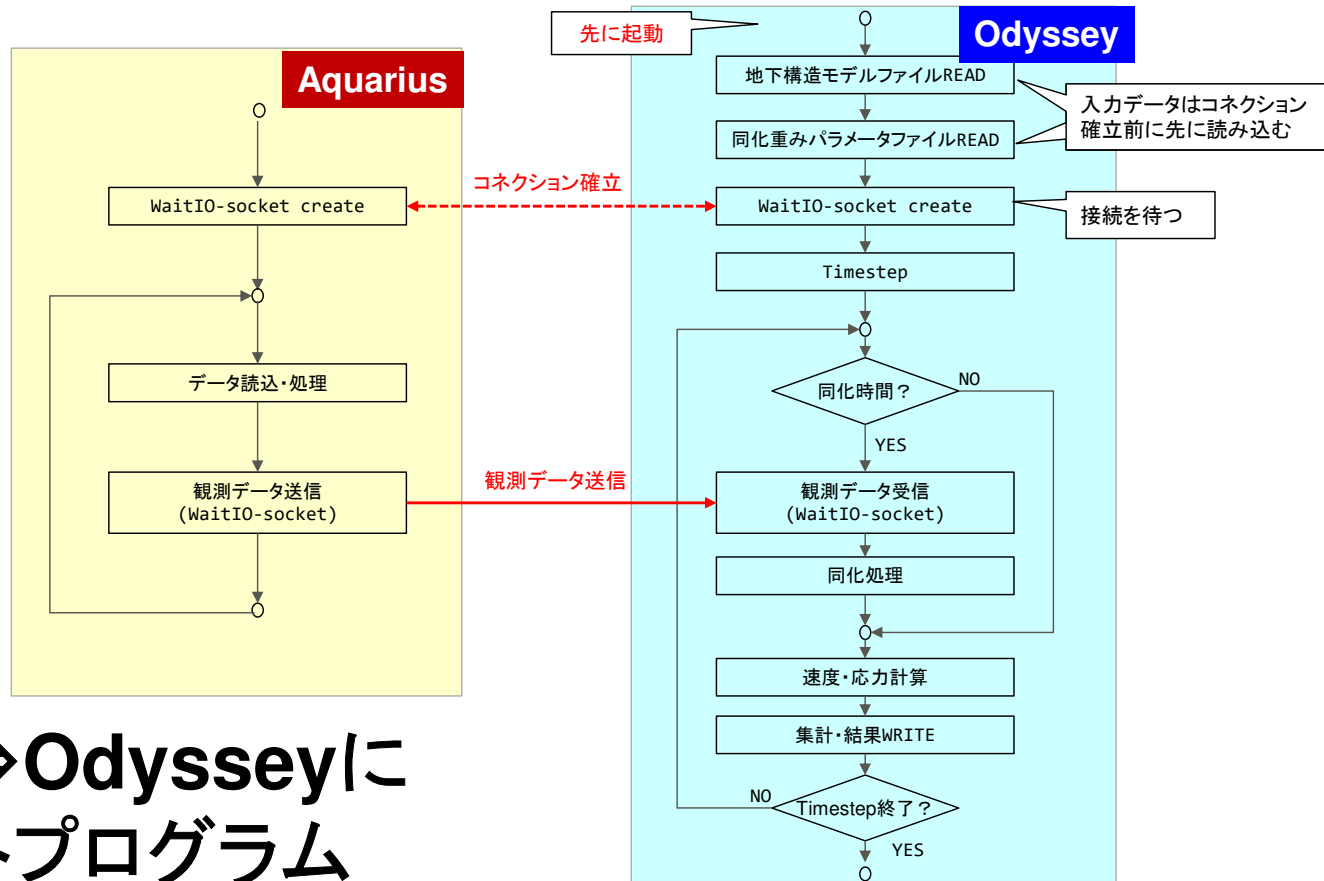 先に起動
Odyssey
Aquarius
地下構造モデルファイルREAD
入力データはコネクション
確立前に先に読み込む
同化重みパラメータファイルREAD
コネクション確立
WaitIO-socket create
WaitIO-socket create
接続を待つ
Timestep
データ読込・処理
同化時間？
NO
YES
観測データ送信
(WaitIO-socket)
観測データ送信
観測データ受信
(WaitIO-socket)
同化処理
速度・応力計算
集計・結果WRITE
NO
Timestep終了？
YES
Odysseyに
プログラム